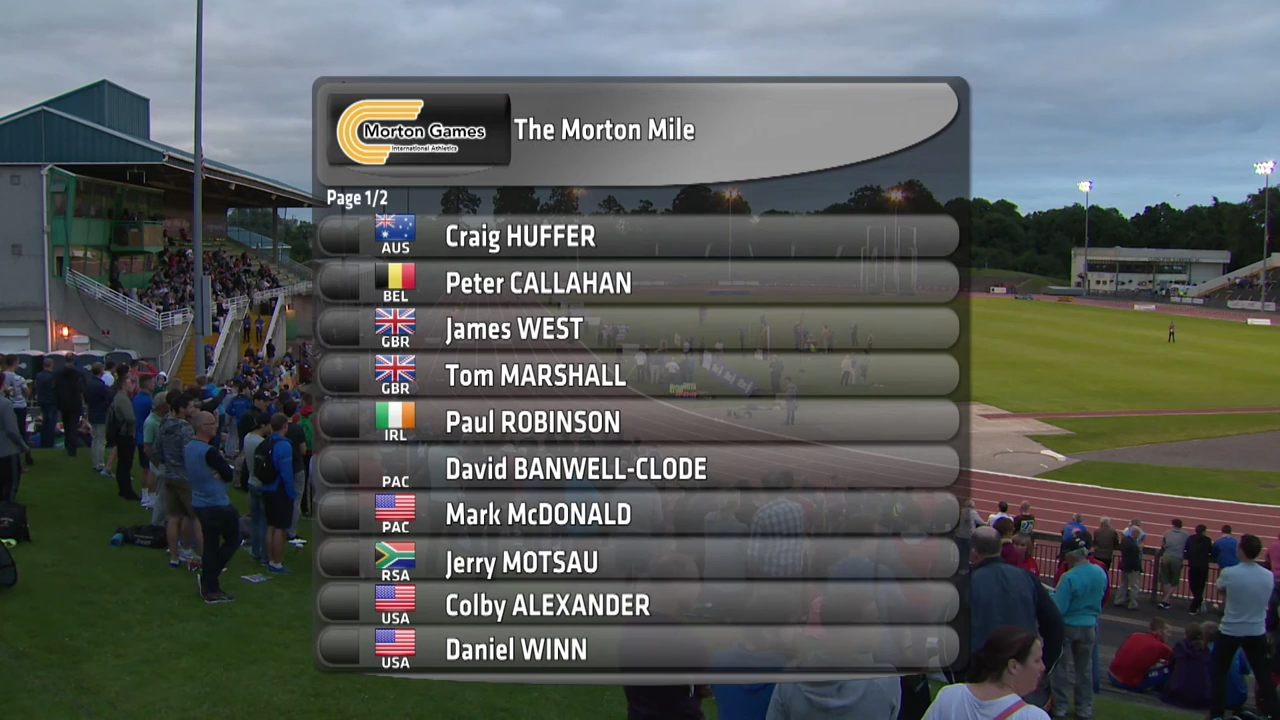 Morton Games
International Athletics
The Morton Mile
Page 1/2
AUS Craig HUFFER
BEL Peter CALLAHAN
GBR James WEST
GBR Tom MARSHALL
IRL Paul ROBINSON
PAC David BANWELL-CLODE
PAC Mark McDONALD
RSA Jerry MOTSAU
USA Colby ALEXANDER
USA Daniel WINN